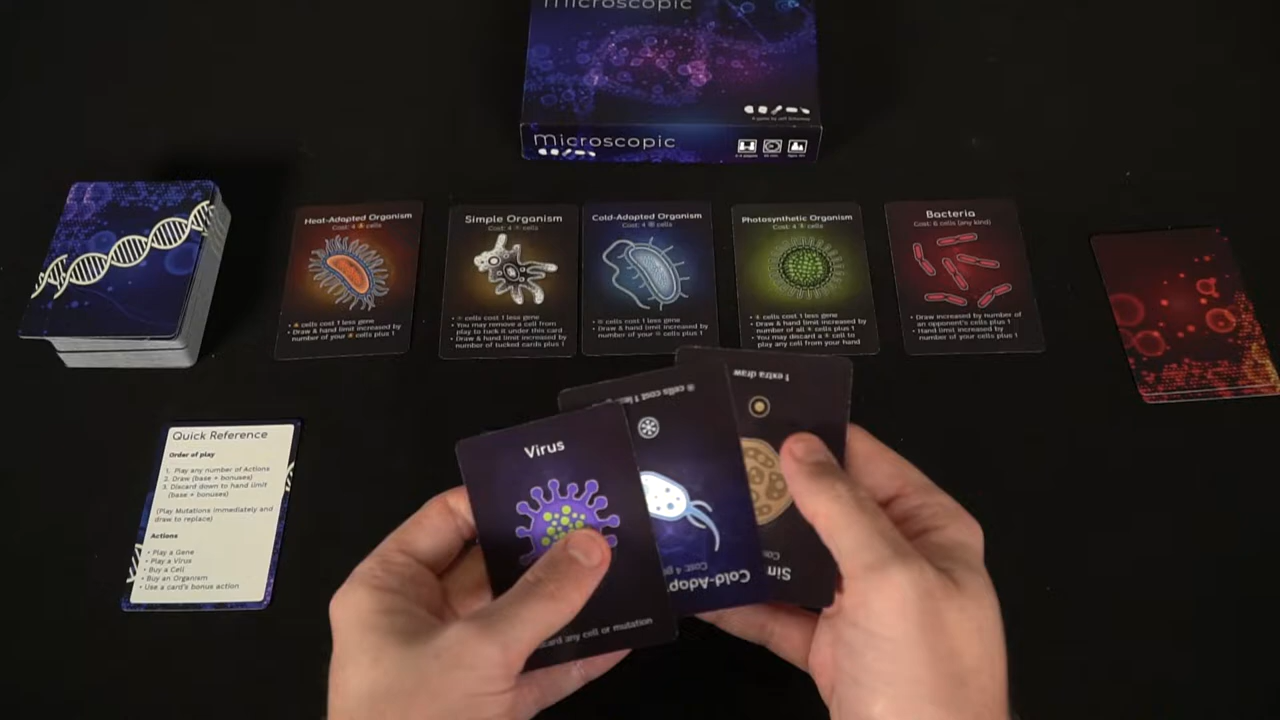 microscopic
A game by Jeff
microscopic
Heat-Adapted Organism
Cost: 4 cells
• cells cost 1 less gene
• Draw & hand limit increased by
number of your cells plus 1
Simple Organism
Cost: 4 cells
• cells cost 1 less gene
• You may remove a cell from
play to tuck it under this card
• Draw & hand limit increased by
number of tucked cards plus 1
Cold-Adapted Organism
Cost: 4 cells
• cells cost 1 less gene
• Draw & hand limit increased by
number of your cells plus 1
Photosynthetic Organism
Cost: 4 cells
• cells cost 1 less gene
• Draw & hand limit increased by
number of all cells plus 1
• You may discard a cell to
play any cell from your hand
Bacteria
Cost: 6 cells (any kind)
• Draw increased by number of
an opponent's cells plus 1
• Hand limit increased by
number of your cells plus 1
Quick Reference
Order of play
1. Play any number of Actions
2. Draw (base + bonuses)
3. Discard down to hand limit
(base + bonuses)
(Play Mutations immediately and
draw to replace)
Actions
• Play a Gene
• Play a Virus
• Buy a Cell
• Buy an Organism
• Use a card's bonus action
Virus
any cell or mutation
cells cost 1
Cost: 4
Cold-Adap
1 extra draw
Cos
Sim